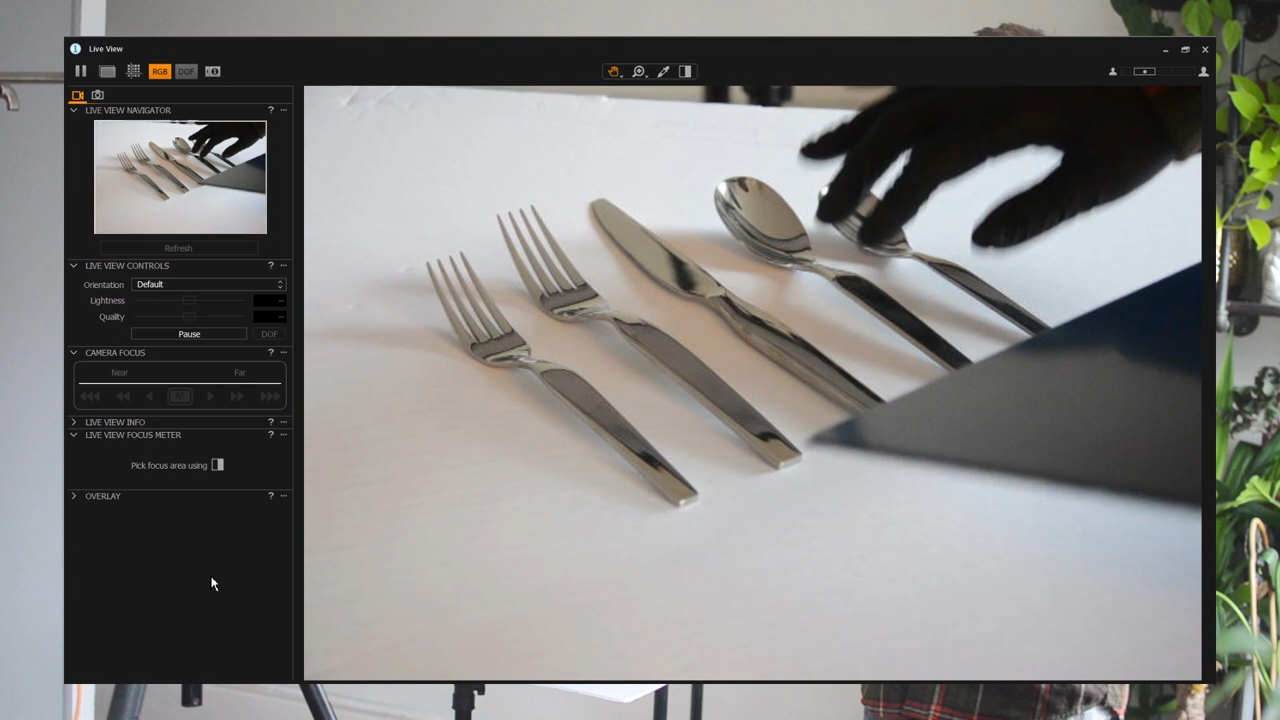 Live View
RGB
DOF
LIVE VIEW NAVIGATOR ? ...
Refresh
LIVE VIEW CONTROLS ? ...
Orientation Default
Lightness --
Quality --
Pause DOF
CAMERA FOCUS ? ...
Near Far
AF
LIVE VIEW INFO ? ...
LIVE VIEW FOCUS METER ? ...
Pick focus area using
OVERLAY ? ...